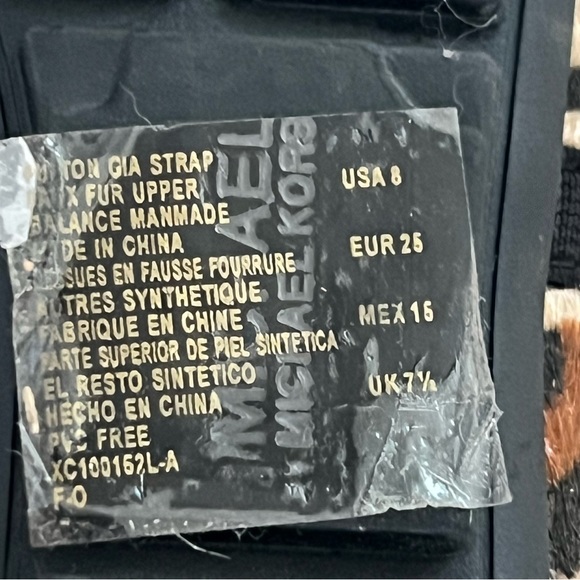 GIA STRAP
FUR UPPER
BALANCE MANMADE
IN CHINA
EN FAUSSE FOURRURE
AUTRES SYNTHETIQUE
FABRIQUE EN CHINE
PARTE SUPERIOR DE PIEL SINTETICA
EL RESTO SINTETICO
HECHO EN CHINA
PVC FREE
XC100152L-A
F-O
USA 8
EUR 25
MEX 15
UK 7½
MICHAEL
MICHAEL KORS